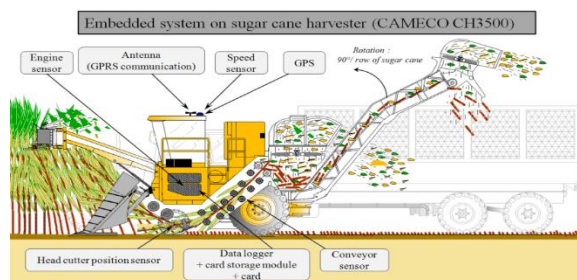 Embedded system on sugar cane harvester (CAMECO CH3500)
Engine
sensor
Antenna
(GPRS communication)
Speed
sensor
GPS
Rotation :
90°/ row of sugar cane
Head cutter position sensor
Data logger
+ card storage module
+ card
Conveyor
sensor